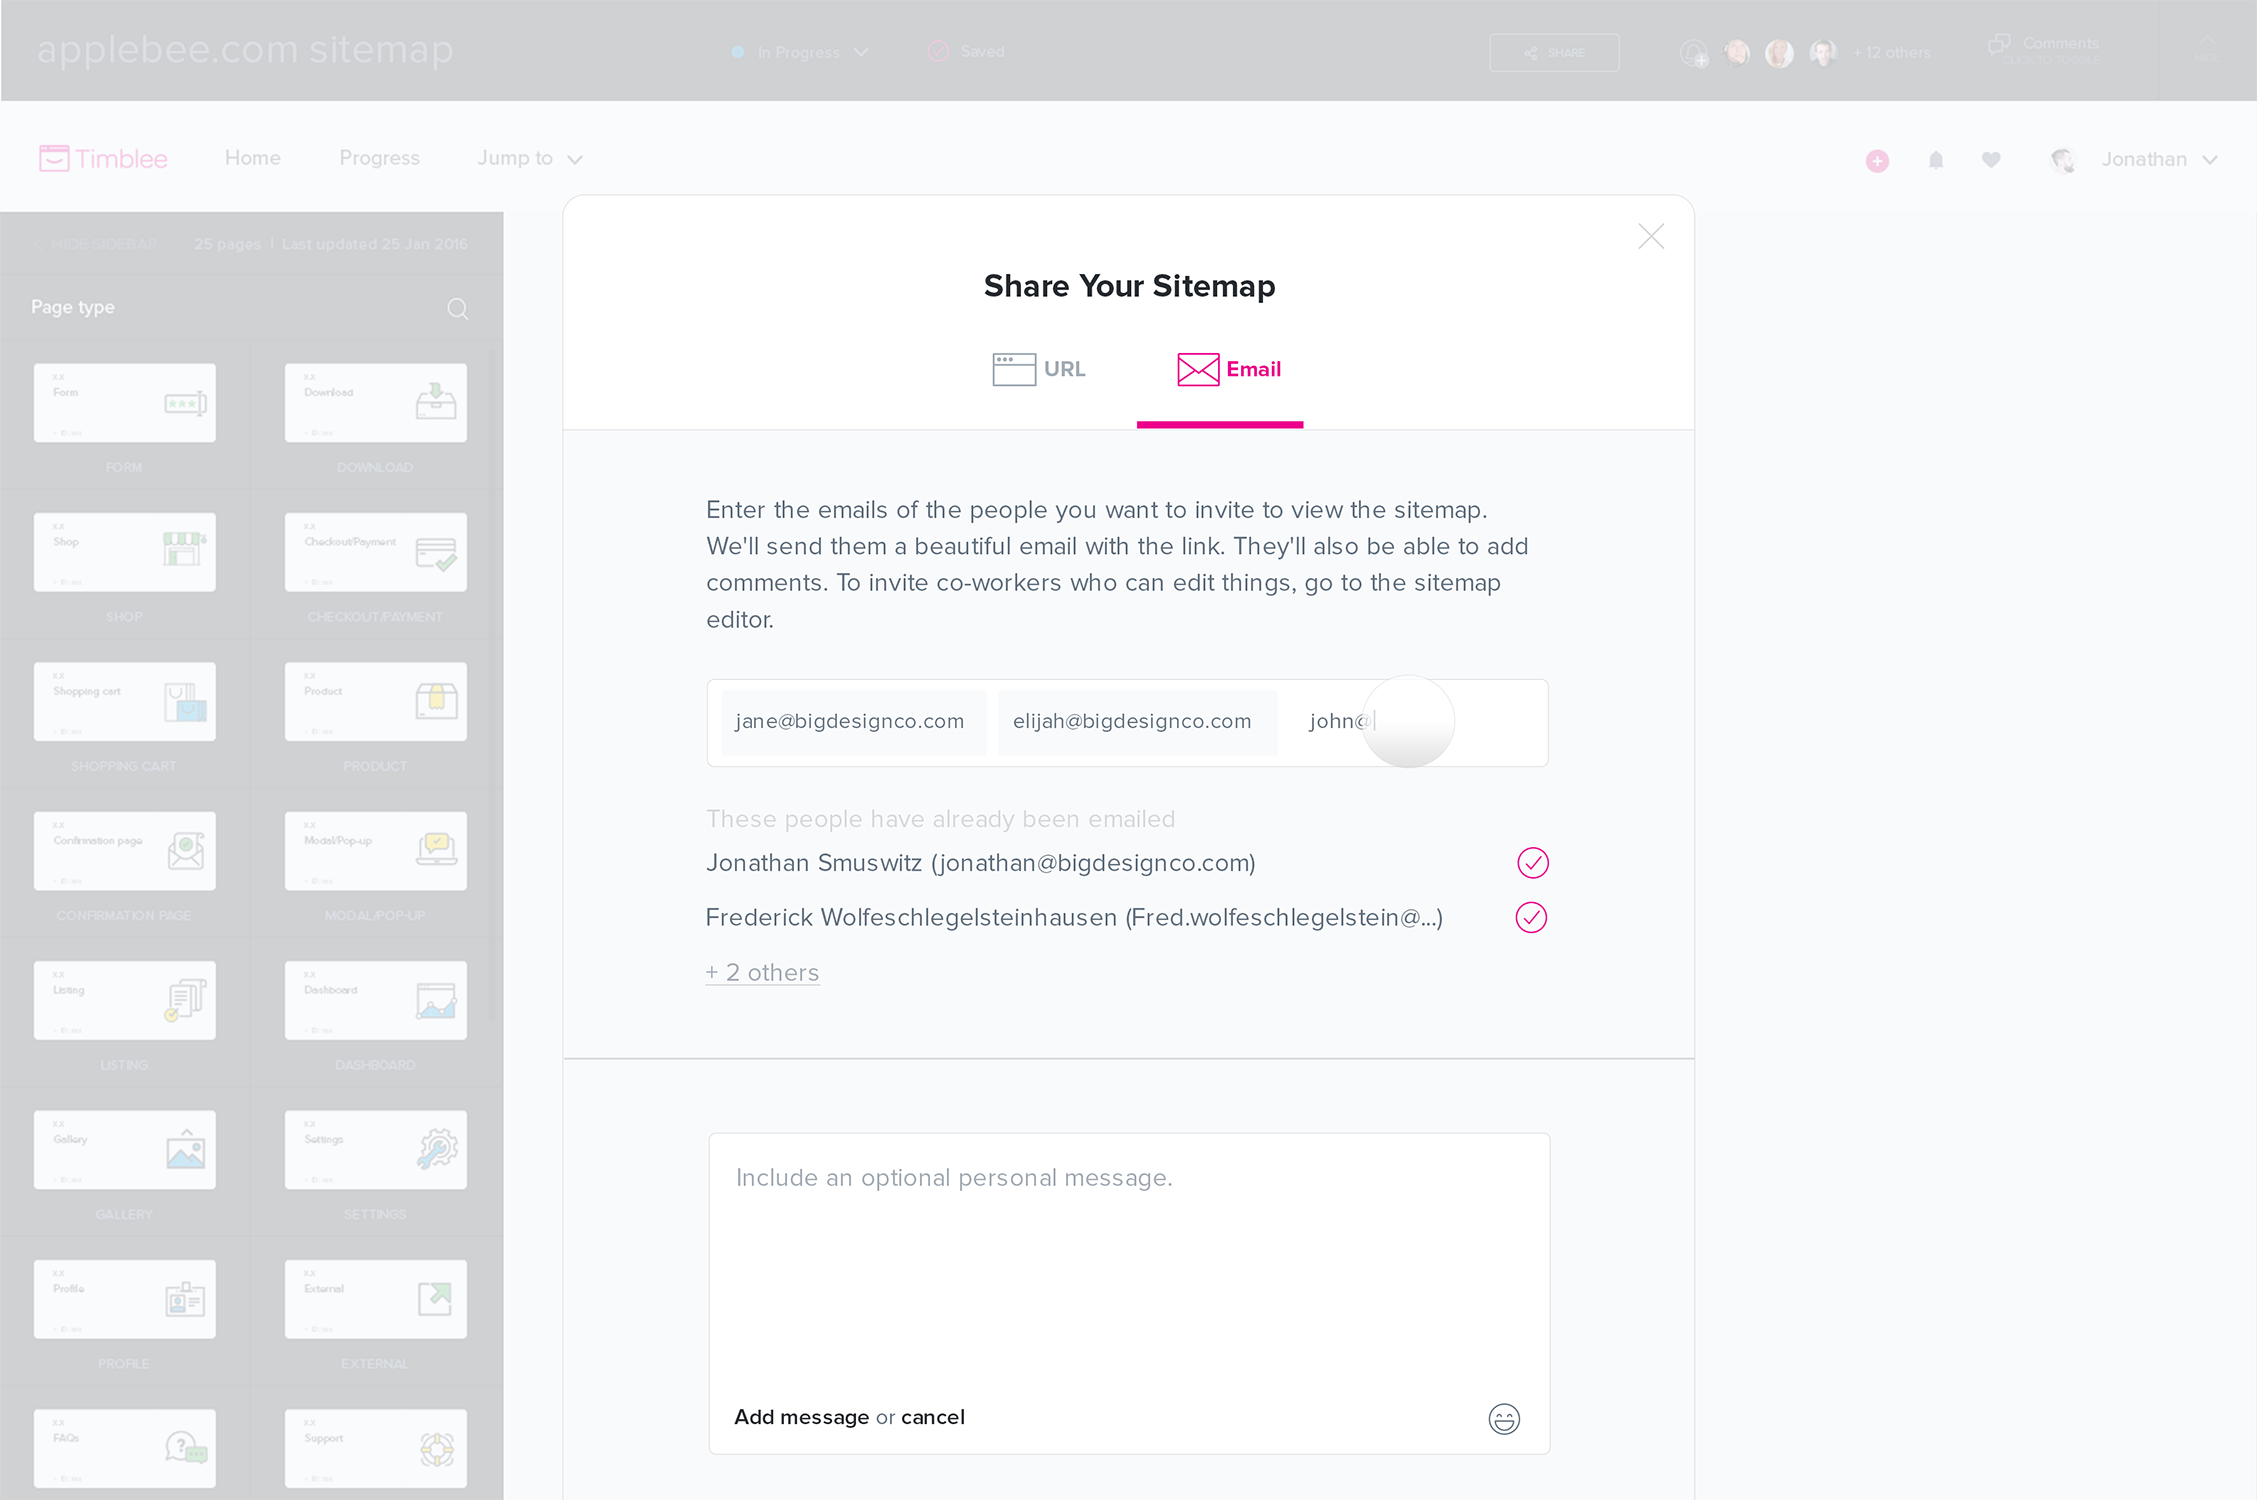 applebee.com sitemap
In Progress
Saved
SHARE
+ 12 others
Comments
CLICK TO TOGGLE
Timblee
Home
Progress
Jump to
Jonathan
HIDE SIDEBAR
25 pages | Last updated 25 Jan 2016
Page type
X.X
Form
FORM
X.X
Download
DOWNLOAD
X.X
Shop
SHOP
X.X
Checkout/Payment
CHECKOUT/PAYMENT
X.X
Shopping cart
SHOPPING CART
X.X
Product
PRODUCT
X.X
Confirmation page
CONFIRMATION PAGE
X.X
Modal/Pop-up
MODAL/POP-UP
X.X
Listing
LISTING
X.X
Dashboard
DASHBOARD
X.X
Gallery
GALLERY
X.X
Settings
SETTINGS
X.X
Profile
PROFILE
X.X
External
EXTERNAL
X.X
FAQs
X.X
Support
Share Your Sitemap
URL
Email
Enter the emails of the people you want to invite to view the sitemap.
We'll send them a beautiful email with the link. They'll also be able to add
comments. To invite co-workers who can edit things, go to the sitemap
editor.
jane@bigdesignco.com
elijah@bigdesignco.com
john@
These people have already been emailed
Jonathan Smuswitz (jonathan@bigdesignco.com)
Frederick Wolfeschlegelsteinhausen (Fred.wolfeschlegelstein@...)
+ 2 others
Include an optional personal message.
Add message or cancel